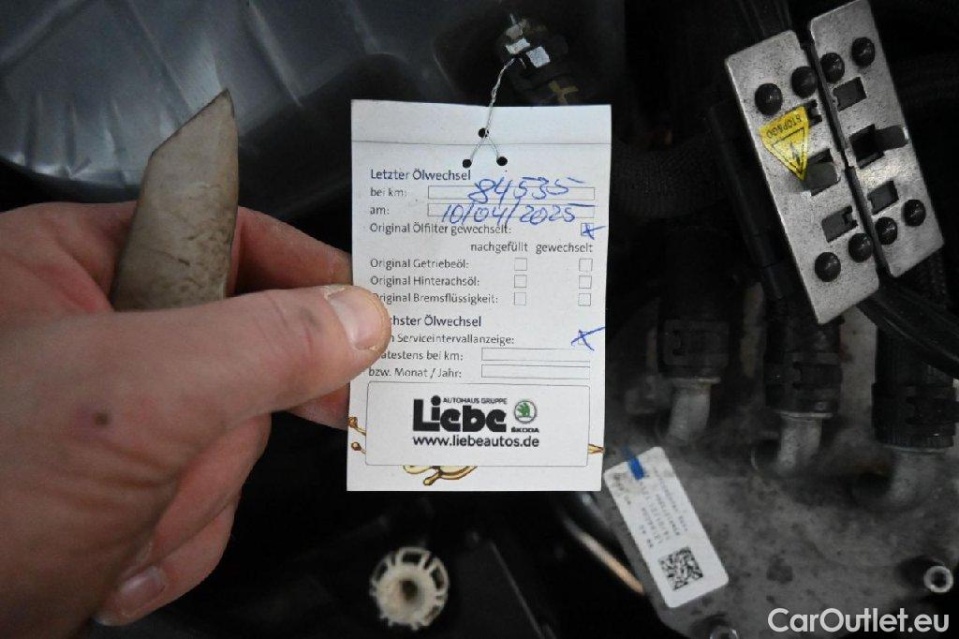 Letzter Ölwechsel
bei km: 84535
am: 10/04/2025
Original Ölfilter gewechselt: x
nachgefüllt gewechselt
Original Getriebeöl:
Original Hinterachsöl:
Original Bremsflüssigkeit:
chster Ölwechsel
Serviceintervallanzeige: x
atestens bei km:
bzw. Monat / Jahr:
AUTOHAUS GRUPPE
Liebe
ŠKODA
www.liebeautos.de
CarOutlet.eu